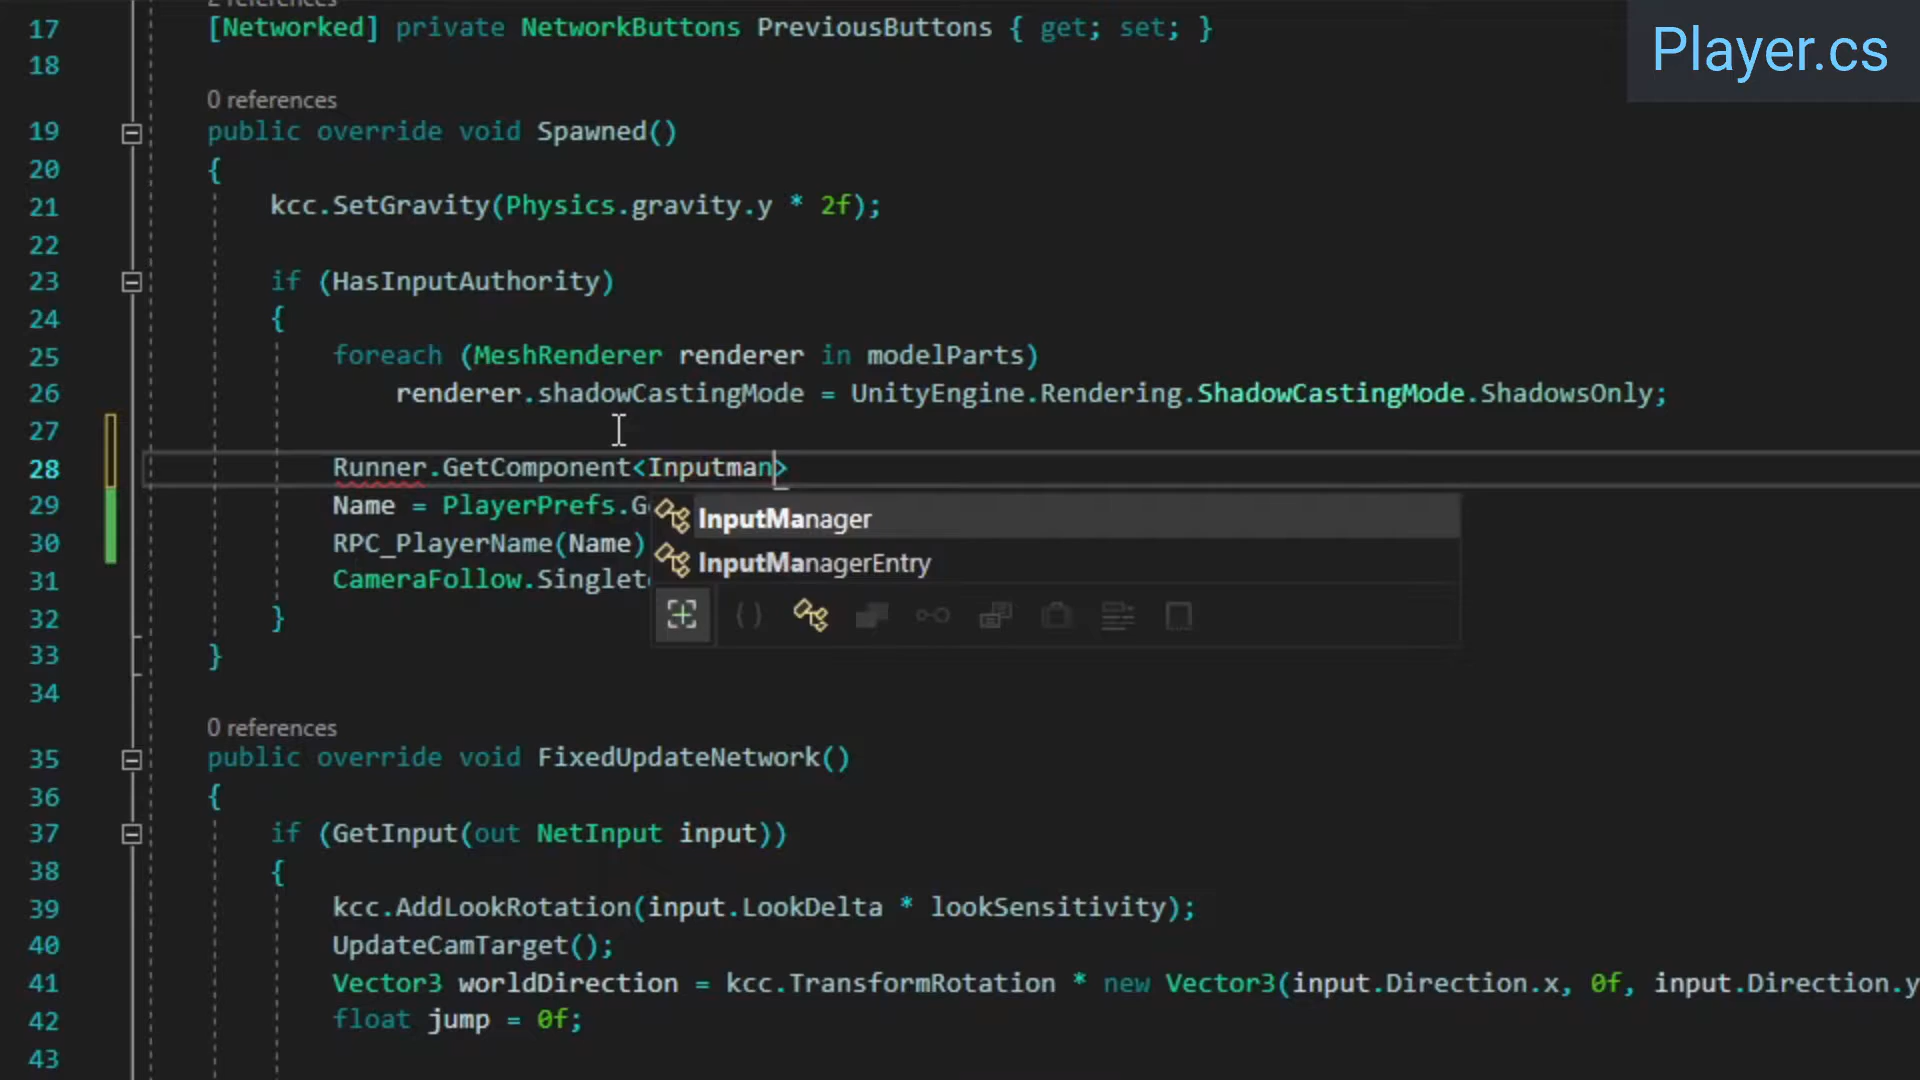 Player.cs
17 [Networked] private NetworkButtons PreviousButtons { get; set; }
18
0 references
19 public override void Spawned()
20 {
21 kcc.SetGravity(Physics.gravity.y * 2f);
22
23 if (HasInputAuthority)
24 {
25 foreach (MeshRenderer renderer in modelParts)
26 renderer.shadowCastingMode = UnityEngine.Rendering.ShadowCastingMode.ShadowsOnly;
27
28 Runner.GetComponent<Inputman>
29 Name = PlayerPrefs.G
InputManager
30 RPC_PlayerName(Name)
InputManagerEntry
31 CameraFollow.Singlet
32 }
33 }
34
0 references
35 public override void FixedUpdateNetwork()
36 {
37 if (GetInput(out NetInput input))
38 {
39 kcc.AddLookRotation(input.LookDelta * lookSensitivity);
40 UpdateCamTarget();
41 Vector3 worldDirection = kcc.TransformRotation * new Vector3(input.Direction.x, 0f, input.Direction.y
42 float jump = 0f;
43